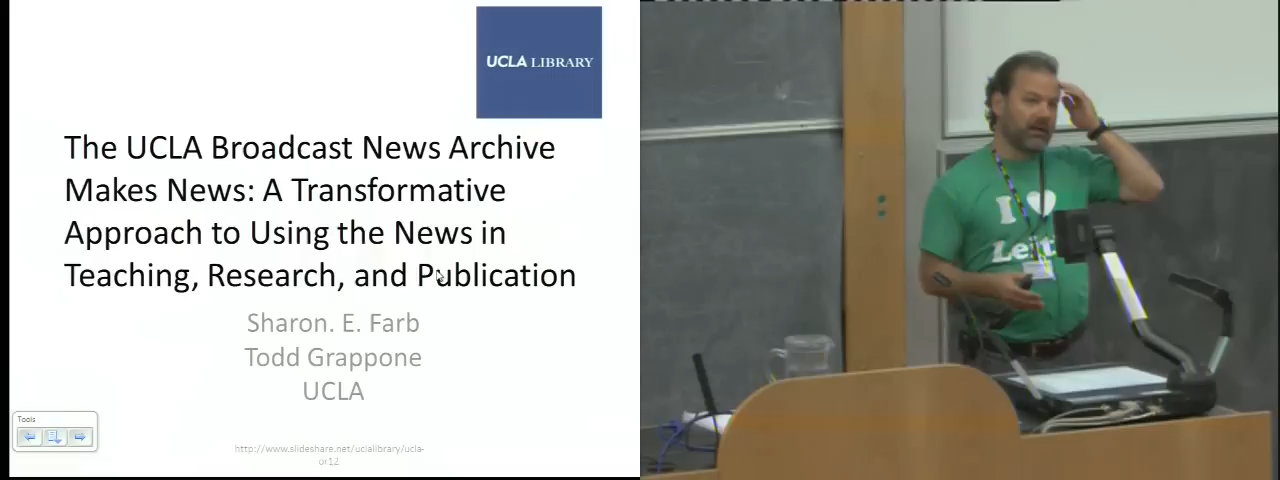 UCLA LIBRARY
The UCLA Broadcast News Archive
Makes News: A Transformative
Approach to Using the News in
Teaching, Research, and Publication
Sharon. E. Farb
Todd Grappone
UCLA
Tools
http://www.slideshare.net/uclalibrary/ucla-
or12
I